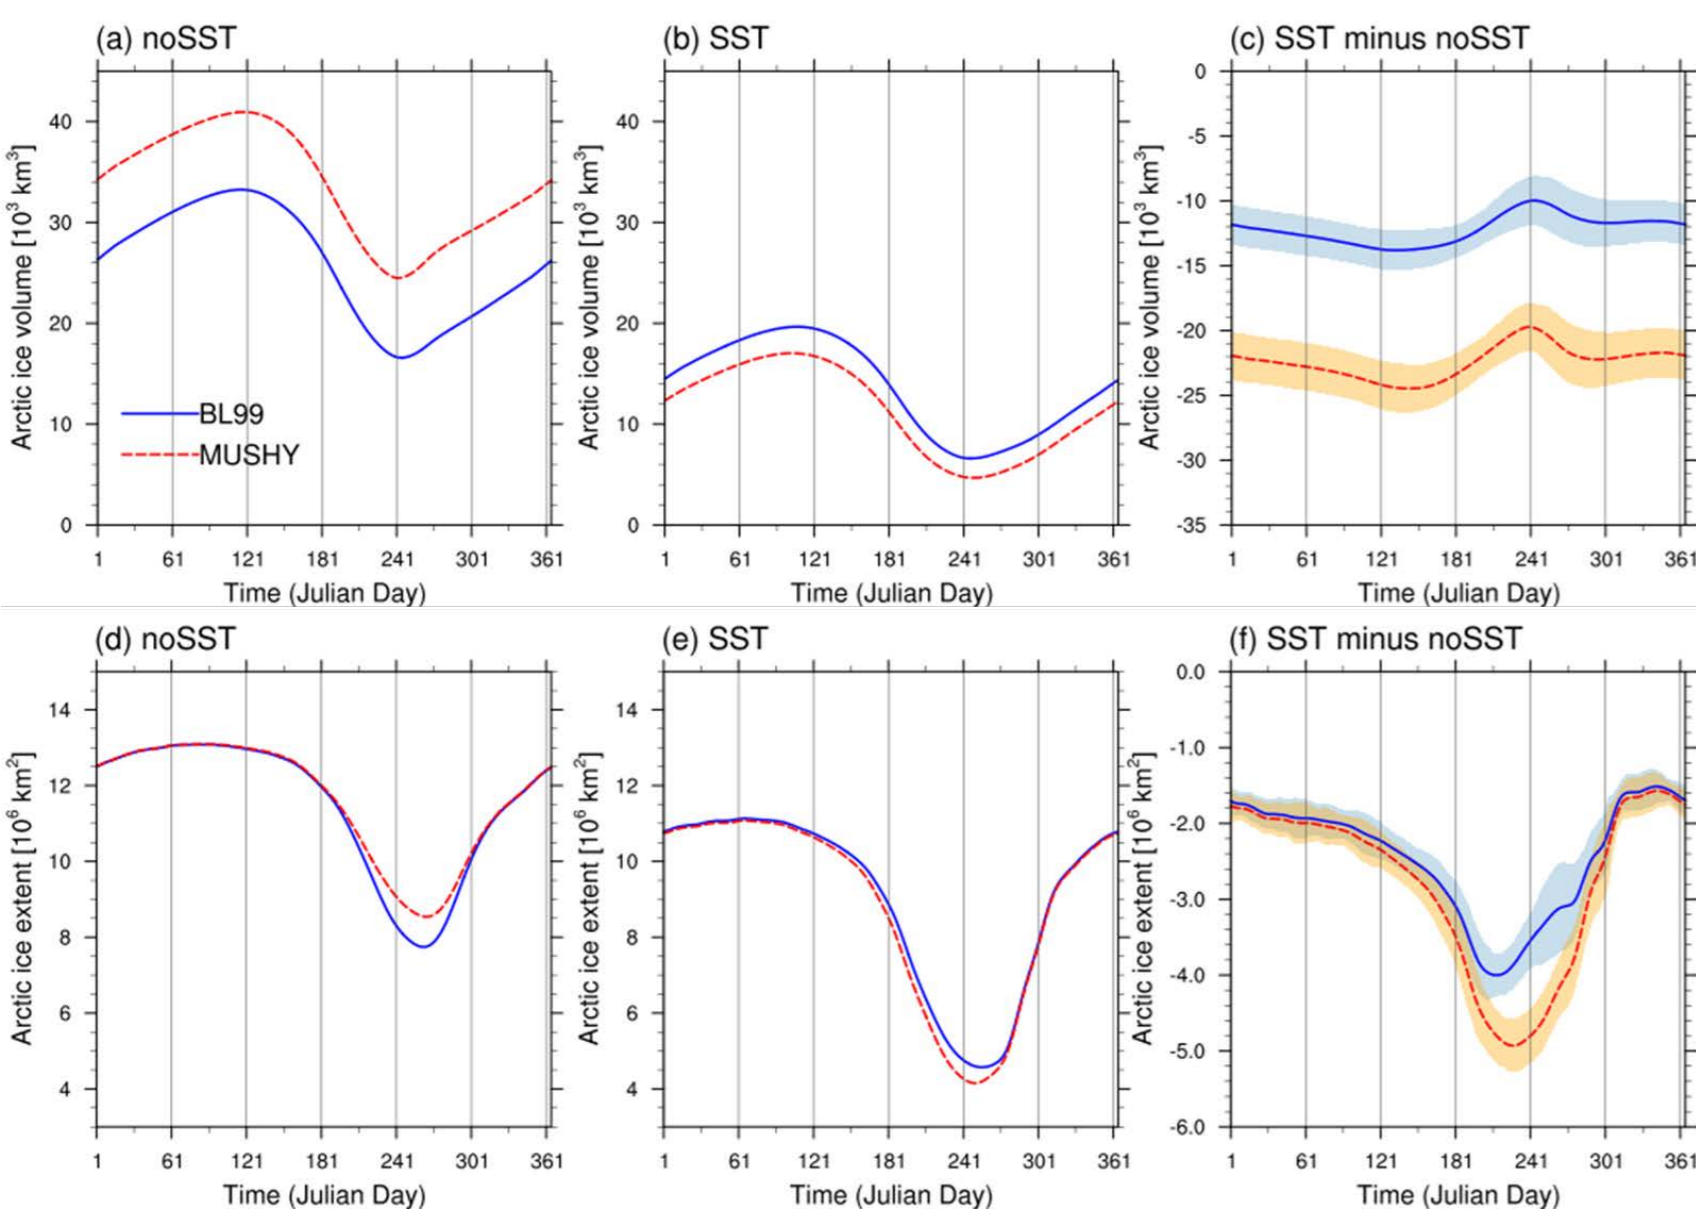 (a) noSST
Arctic ice volume [10³ km³]
40
30
20
10
0
BL99
MUSHY
1 61 121 181 241 301 361
Time (Julian Day)
(b) SST
Arctic ice volume [10³ km³]
40
30
20
10
0
1 61 121 181 241 301 361
Time (Julian Day)
(c) SST minus noSST
Arctic ice volume [10³ km³]
0
-5
-10
-15
-20
-25
-30
-35
1 61 121 181 241 301 361
Time (Julian Day)
(d) noSST
Arctic ice extent [10⁶ km²]
14
12
10
8
6
4
1 61 121 181 241 301 361
Time (Julian Day)
(e) SST
Arctic ice extent [10⁶ km²]
14
12
10
8
6
4
1 61 121 181 241 301 361
Time (Julian Day)
(f) SST minus noSST
Arctic ice extent [10⁶ km²]
0.0
-1.0
-2.0
-3.0
-4.0
-5.0
-6.0
1 61 121 181 241 301 361
Time (Julian Day)